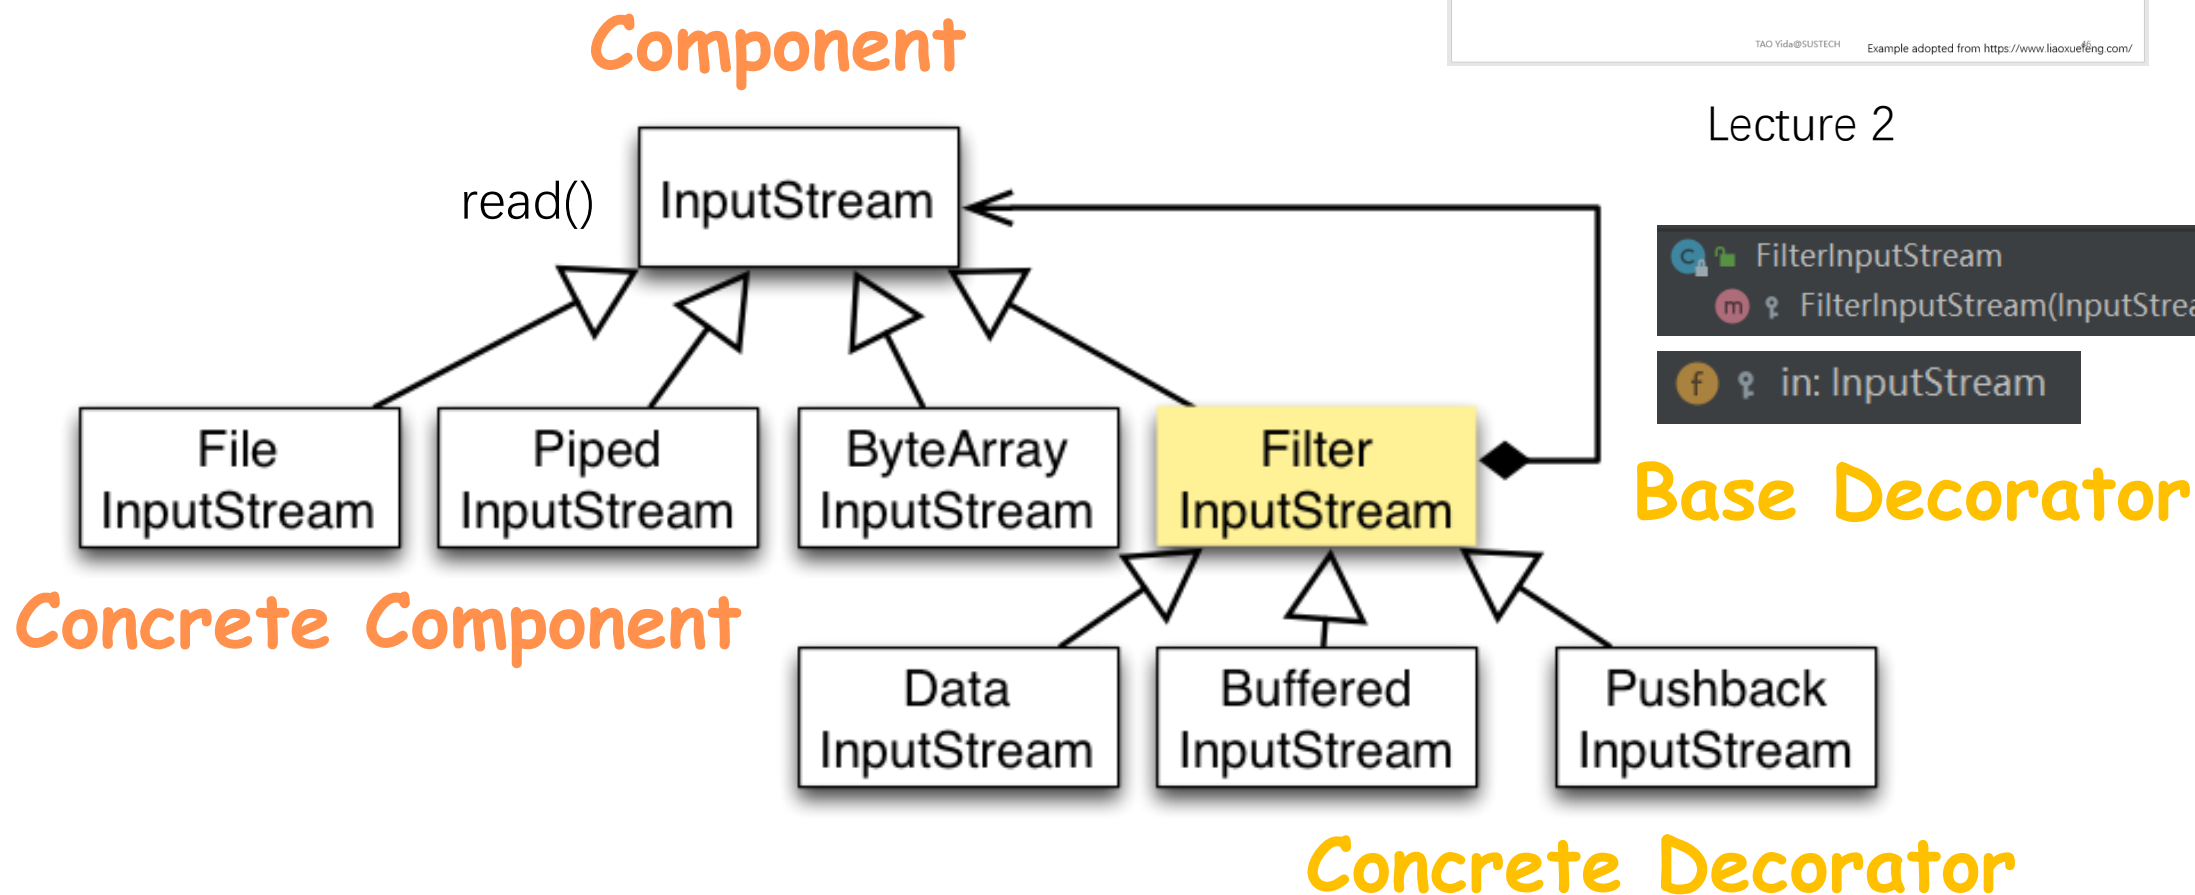 Component
TAO Yida@SUSTECH
Example adopted from https://www.liaoxuefeng.com/
Lecture 2
read()
InputStream
FilterInputStream
FilterInputStream(InputStrea
in: InputStream
File
InputStream
Piped
InputStream
ByteArray
InputStream
Filter
InputStream
Base Decorator
Concrete Component
Data
InputStream
Buffered
InputStream
Pushback
InputStream
Concrete Decorator